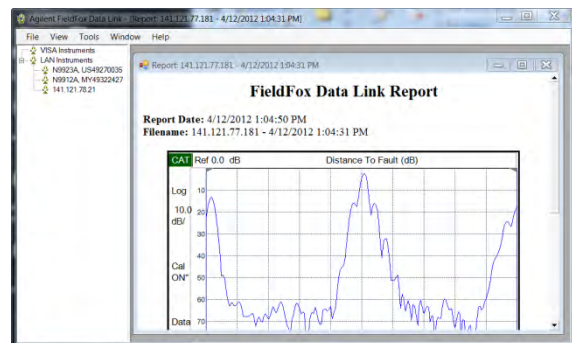 Agilent FieldFox Data Link - [Report: 141.121.77.181 - 4/12/2012 1:04:31 PM]
File View Tools Window Help
VISA Instruments
LAN Instruments
N9923A, US49270035
N9912A, MY49322427
141.121.78.21
Report: 141.121.77.181 - 4/12/2012 1:04:31 PM
FieldFox Data Link Report
Report Date: 4/12/2012 1:04:50 PM
Filename: 141.121.77.181 - 4/12/2012 1:04:31 PM
CAT Ref 0.0 dB Distance To Fault (dB)
Log
10
10.0
20
dB/
30
40
Cal
50
ON*
60
Data
70